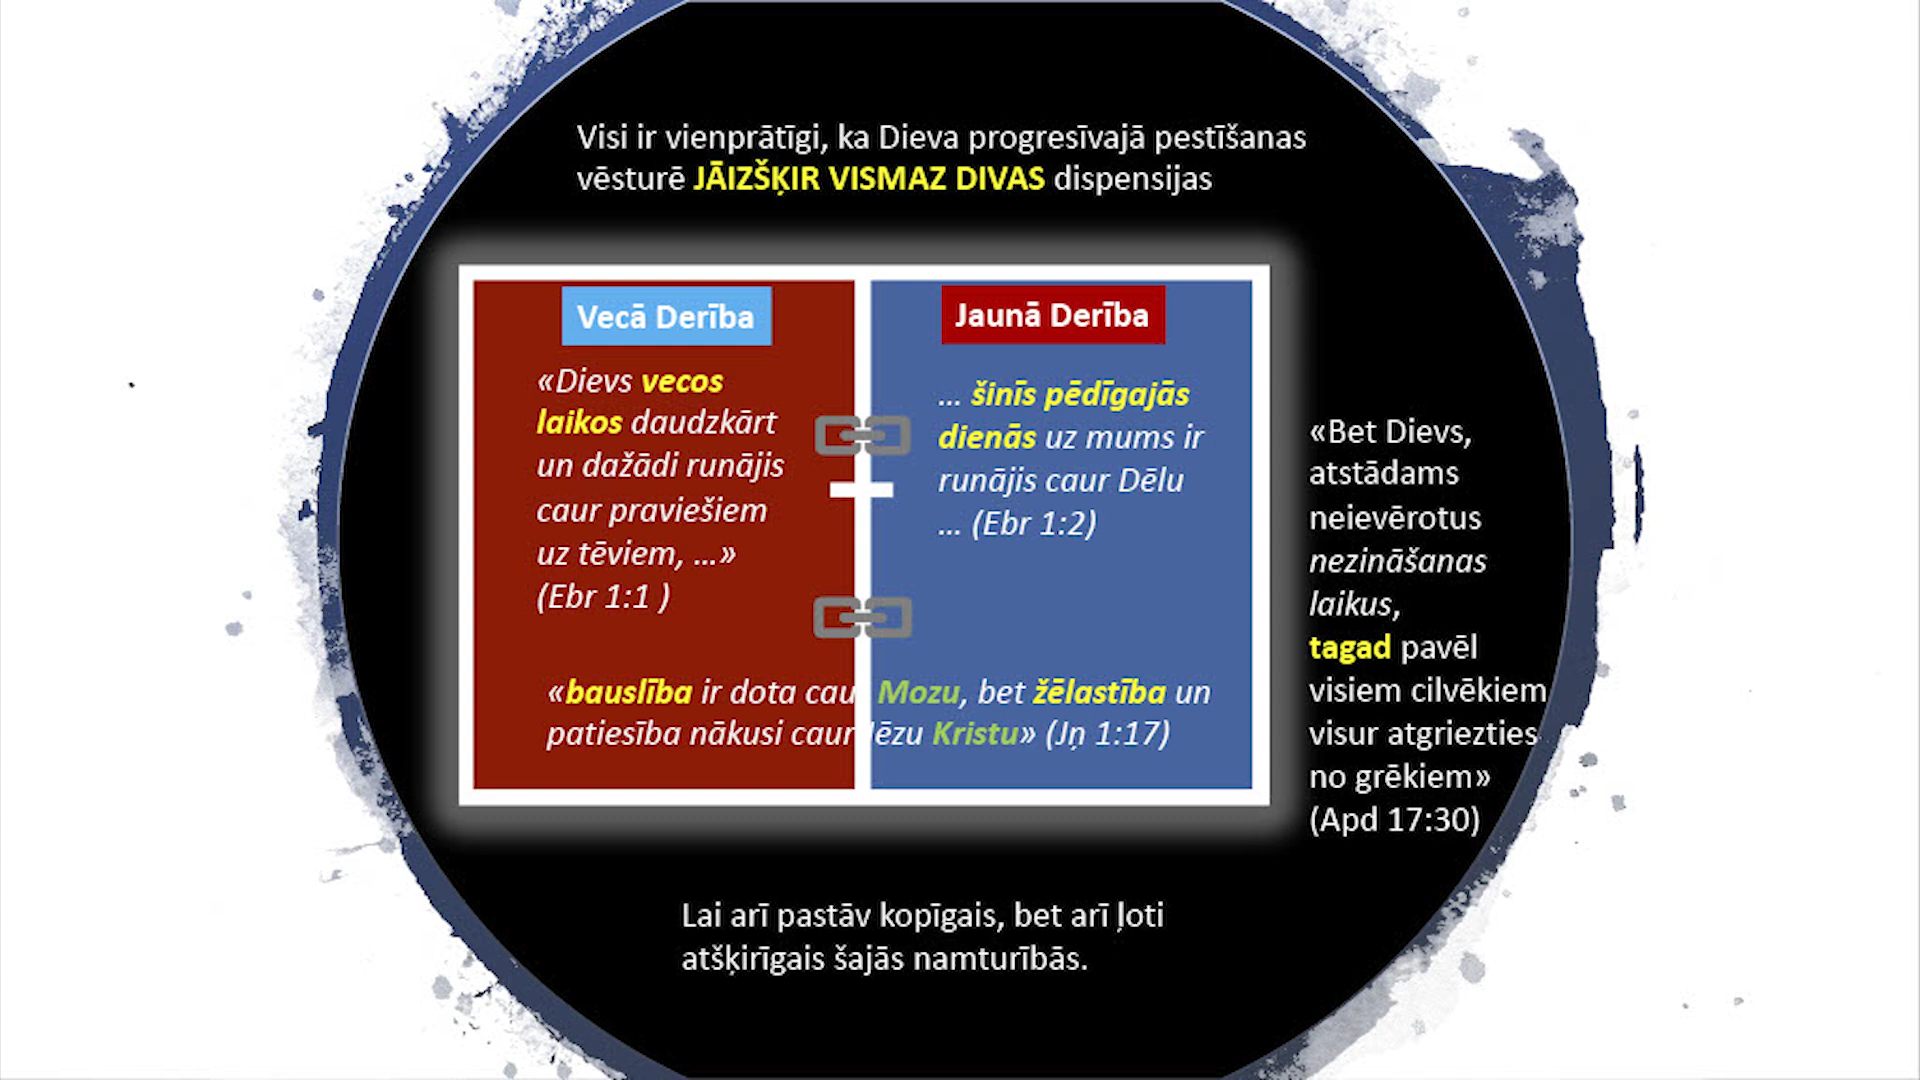 Visi ir vienprātīgi, ka Dieva progresīvajā pestīšanas
vēsturē JĀIZŠĶIR VISMAZ DIVAS dispensijas
Vecā Derība
«Dievs vecos
laikos daudzkārt
un dažādi runājis
caur praviešiem
uz tēviem, ...»
(Ebr 1:1 )
Jaunā Derība
... šinīs pēdīgajās
dienās uz mums ir
runājis caur Dēlu
... (Ebr 1:2)
«bauslība ir dota cau Mozu, bet žēlastība un
patiesība nākusi caur Jēzu Kristu» (Jņ 1:17)
«Bet Dievs,
atstādams
neievērotus
nezināšanas
laikus,
tagad pavēl
visiem cilvēkiem
visur atgriezties
no grēkiem»
(Apd 17:30)
Lai arī pastāv kopīgais, bet arī ļoti
atšķirīgais šajās namturībās.